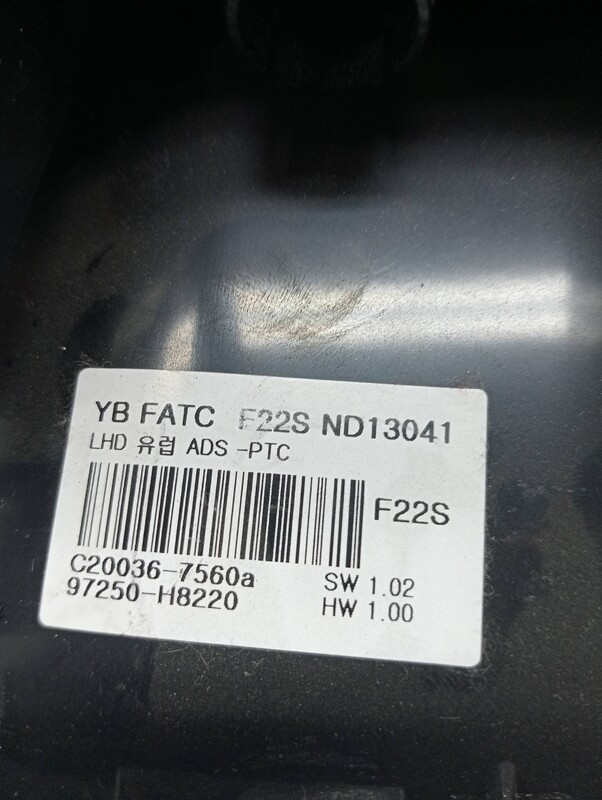 YB FATC F22S ND13041
LHD 유럽 ADS -PTC
F22S
C20036-7560a
SW 1.02
97250-H8220
HW 1.00